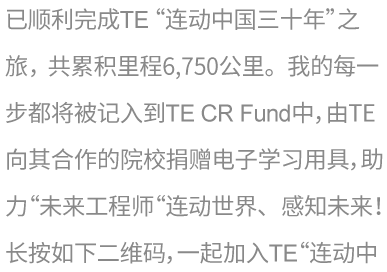 已顺利完成TE “连动中国三十年”之
旅，共累积里程6,750公里。我的每一
步都将被记入到TE CR Fund中，由TE
向其合作的院校捐赠电子学习用具，助
力“未来工程师“连动世界、感知未来！
长按如下二维码，一起加入TE“连动中